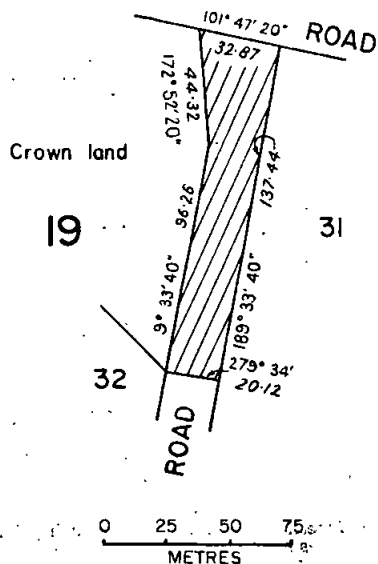 101° 47' 20"
ROAD
32·87
44·32
172° 52' 20"
Crown land
137·44
96·26
19
31
9° 33' 40"
189° 33' 40"
32
279° 34'
20·12
ROAD
0 25 50 75
METRES